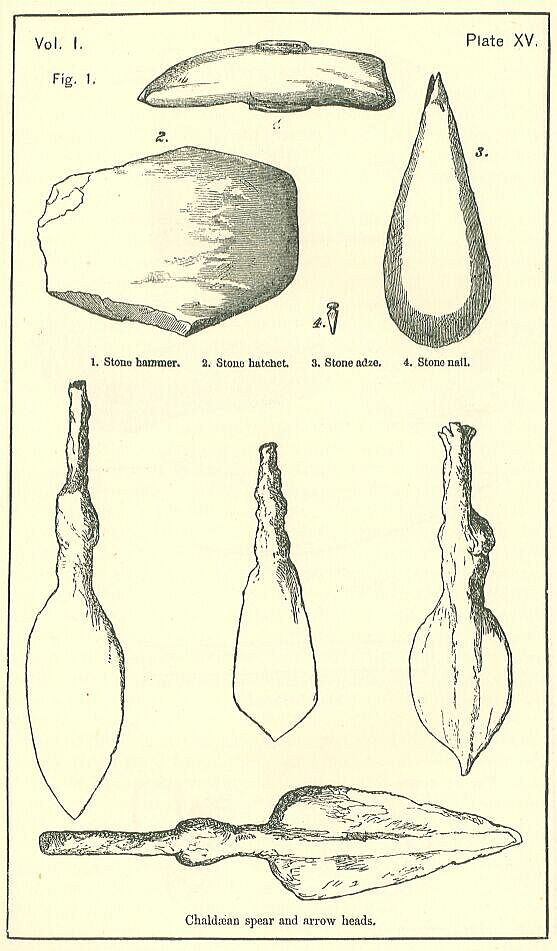 Vol. I.
Plate XV.
Fig. 1.
1.
2.
3.
4.
1. Stone hammer. 2. Stone hatchet. 3. Stone adze. 4. Stone nail.
Chaldæan spear and arrow heads.